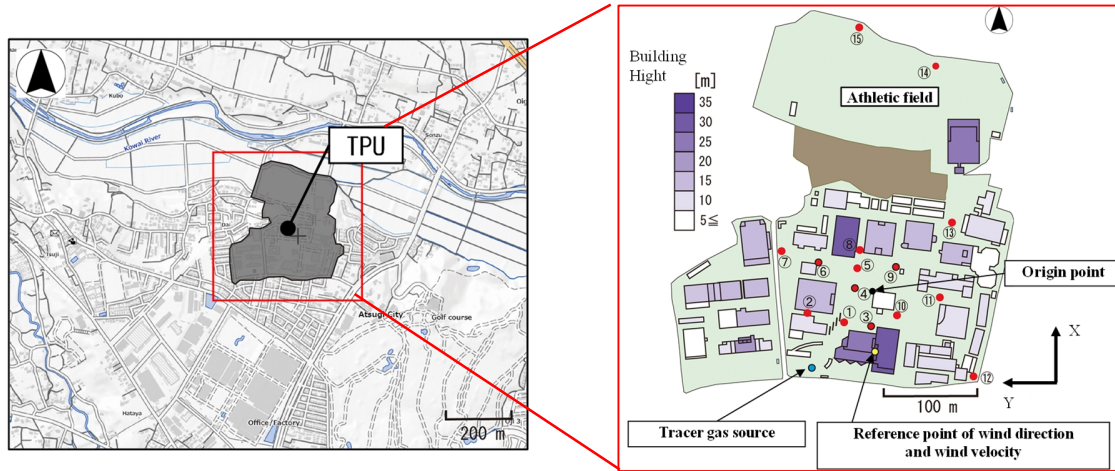 Kubo
Kowai River
TPU
Sonzu
Oi
Dai
Tsuji
Atsugi City
Golf course
Hataya
Office/Factory
200 m
Building
Hight
[m]
35
30
25
20
15
10
5≦
⑮
⑭
Athletic field
⑬
⑧
⑦
⑥
⑤
⑨
④
Origin point
⑪
②
①
③
⑩
⑫
X
Y
100 m
Tracer gas source
Reference point of wind direction
and wind velocity